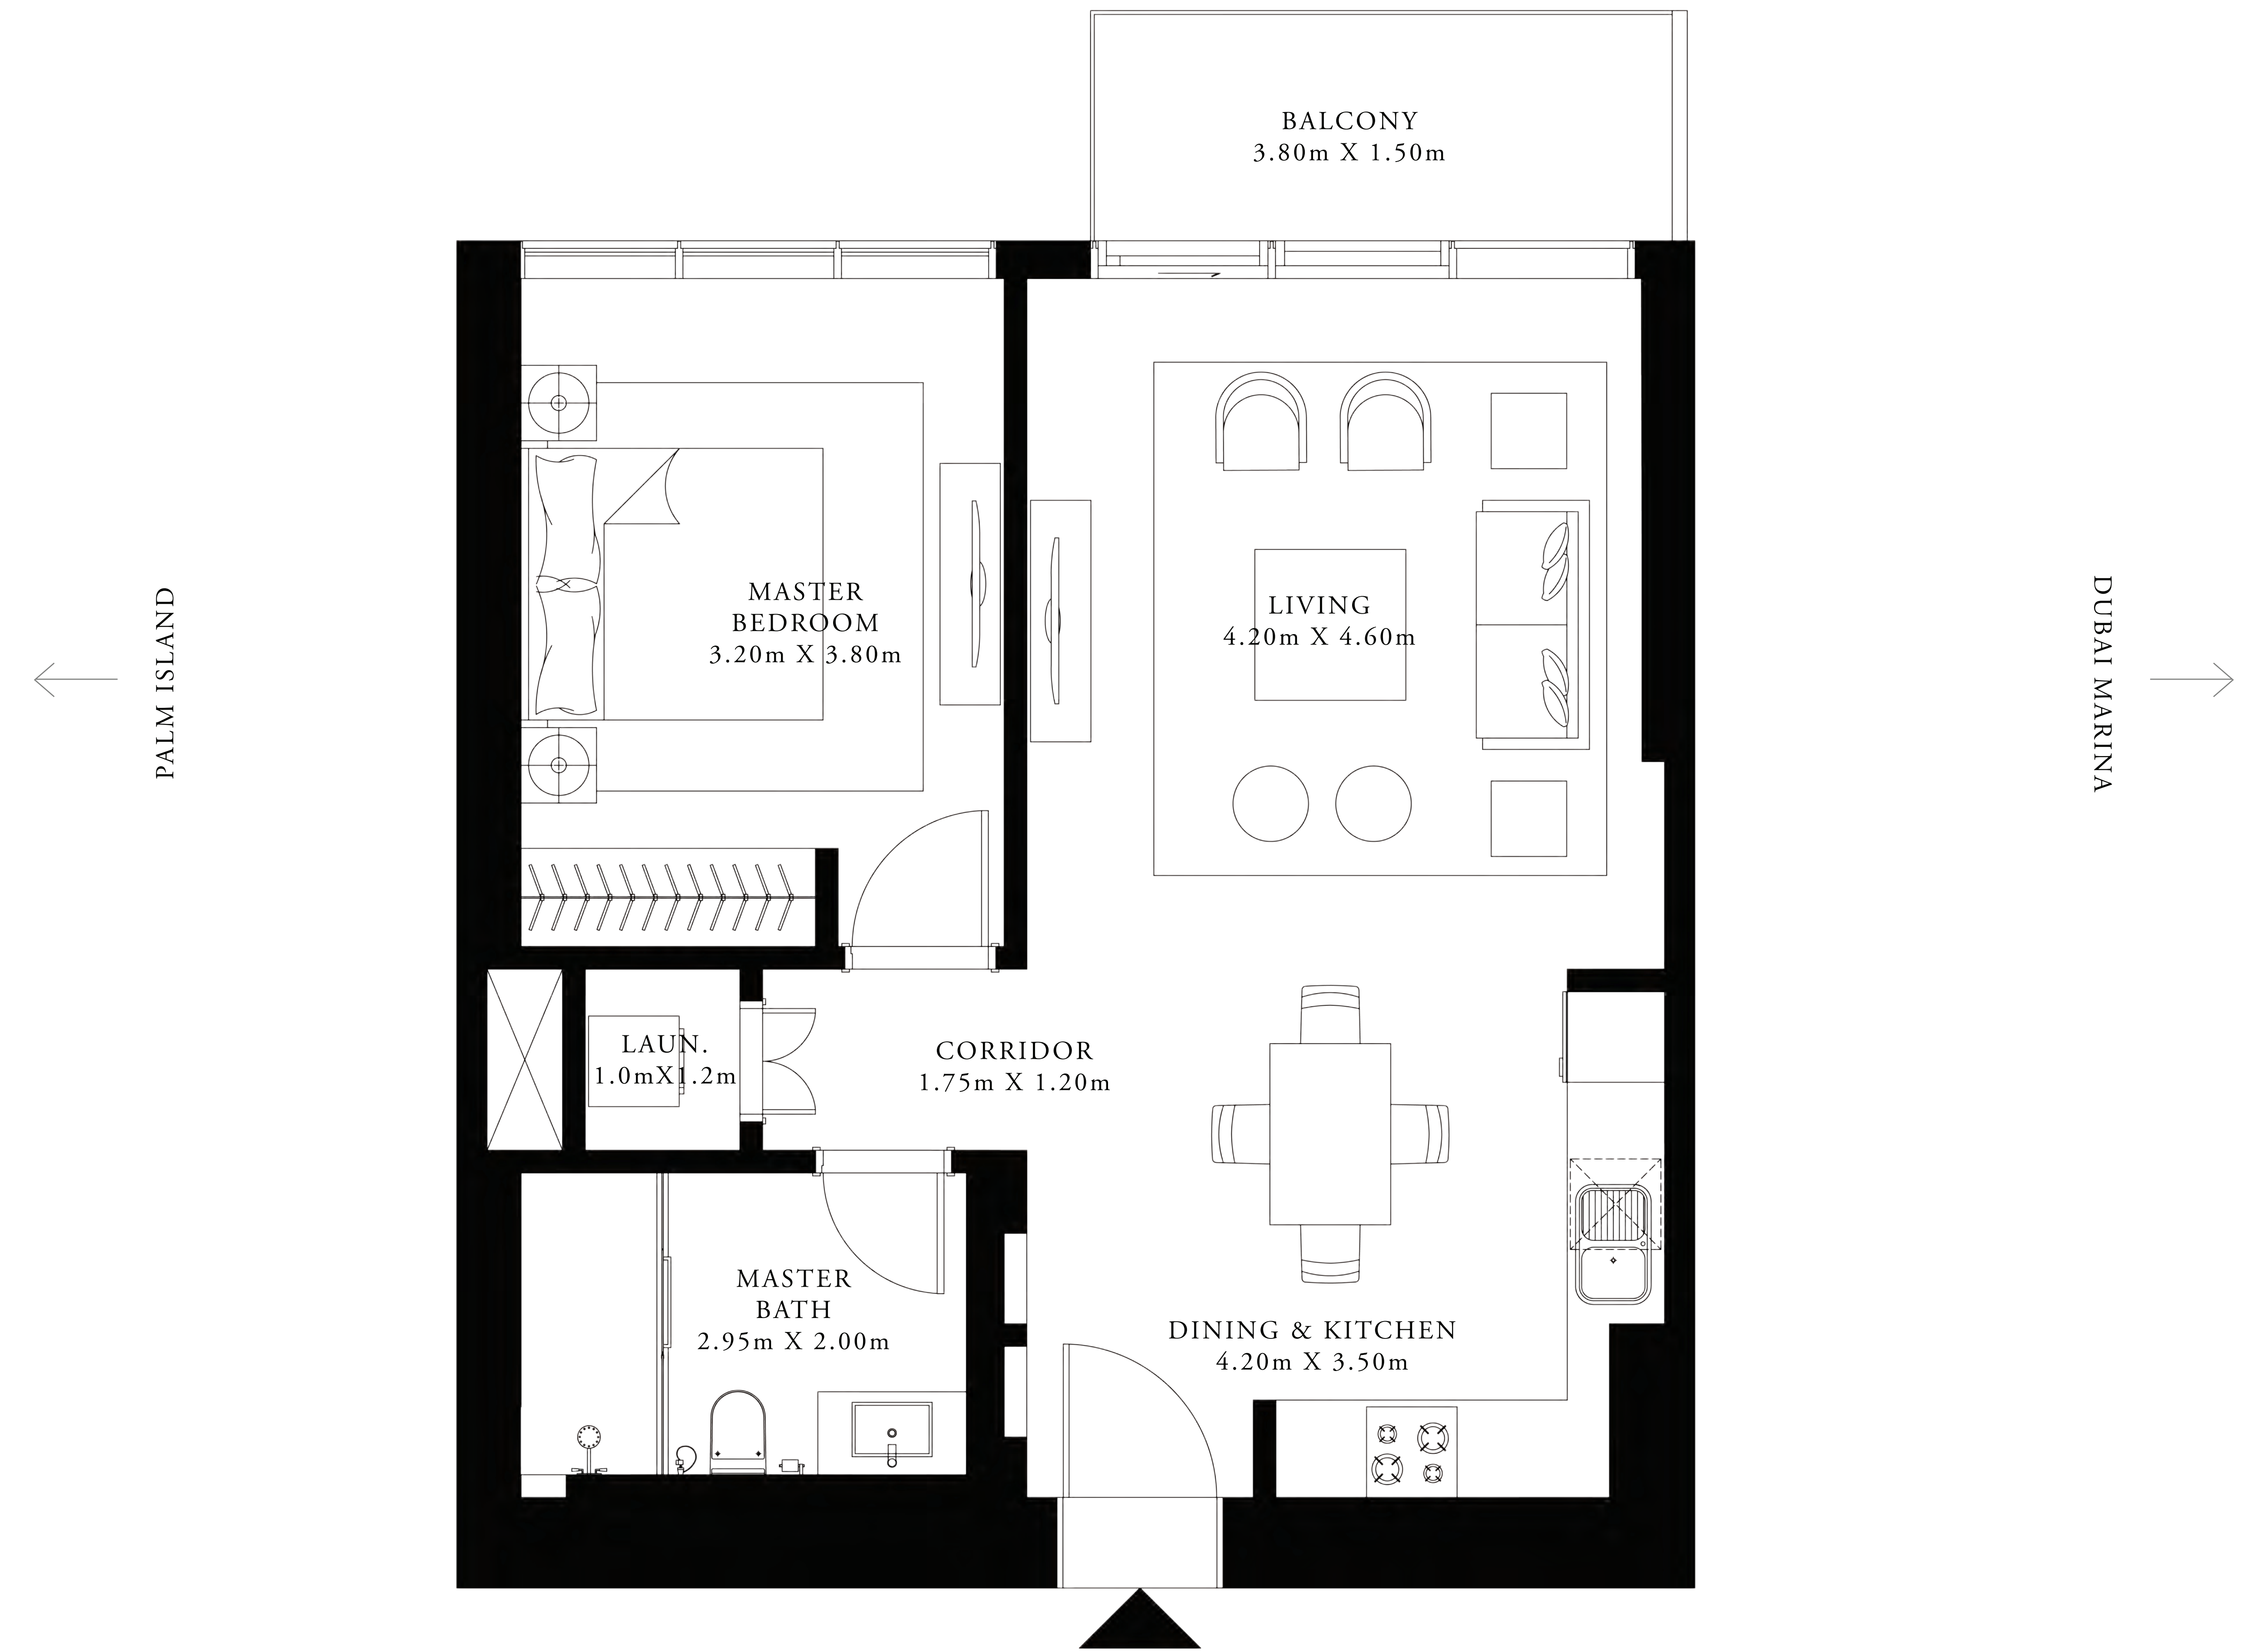 BALCONY
3.80m X 1.50m
MASTER
BEDROOM
3.20m X 3.80m
LIVING
4.20m X 4.60m
PALM ISLAND
DUBAI MARINA
LAUN.
1.0mX1.2m
CORRIDOR
1.75m X 1.20m
MASTER
BATH
2.95m X 2.00m
DINING & KITCHEN
4.20m X 3.50m